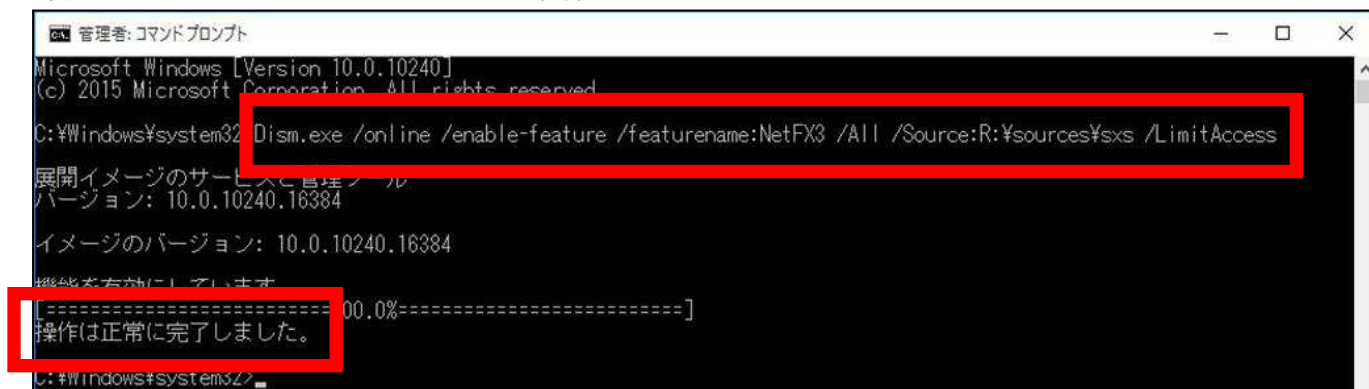 管理者: コマンド プロンプト
Microsoft Windows [Version 10.0.10240]
(c) 2015 Microsoft Corporation. All rights reserved.
C:¥Windows¥system32>Dism.exe /online /enable-feature /featurename:NetFX3 /All /Source:R:¥sources¥sxs /LimitAccess
展開イメージのサービスと管理ツール
バージョン: 10.0.10240.16384
イメージのバージョン: 10.0.10240.16384
機能を有効にしています
[==========================100.0%==========================]
操作は正常に完了しました。
C:¥Windows¥system32>